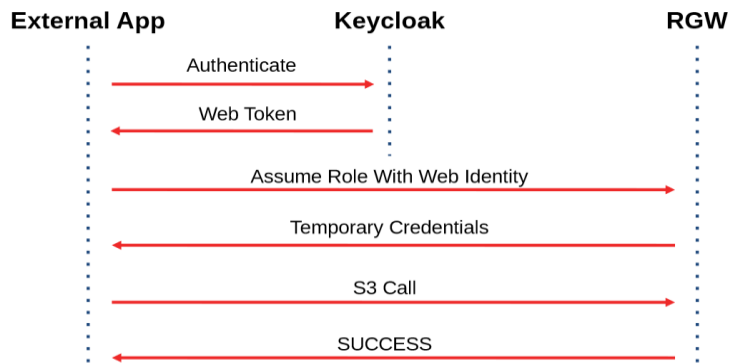 External App
Keycloak
RGW
Authenticate
Web Token
Assume Role With Web Identity
Temporary Credentials
S3 Call
SUCCESS